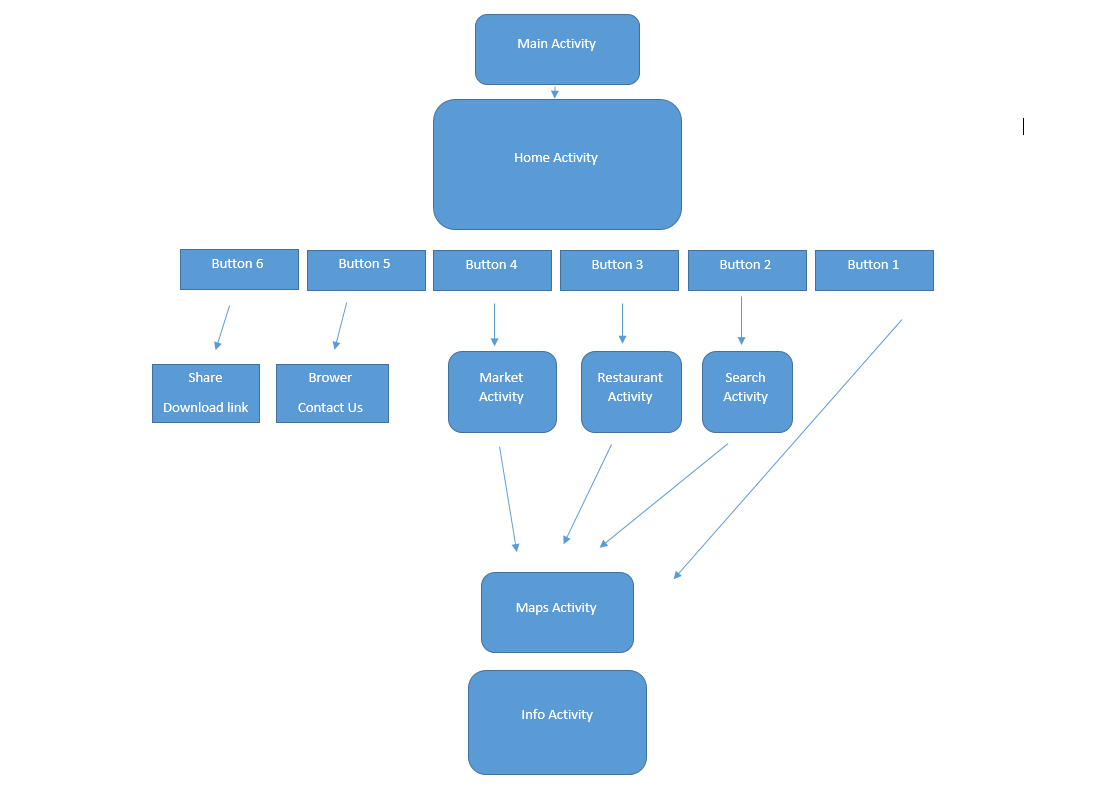 Main Activity
Home Activity
Button 6
Button 5
Button 4
Button 3
Button 2
Button 1
Share
Download link
Brower
Contact Us
Market
Activity
Restaurant
Activity
Search
Activity
Maps Activity
Info Activity